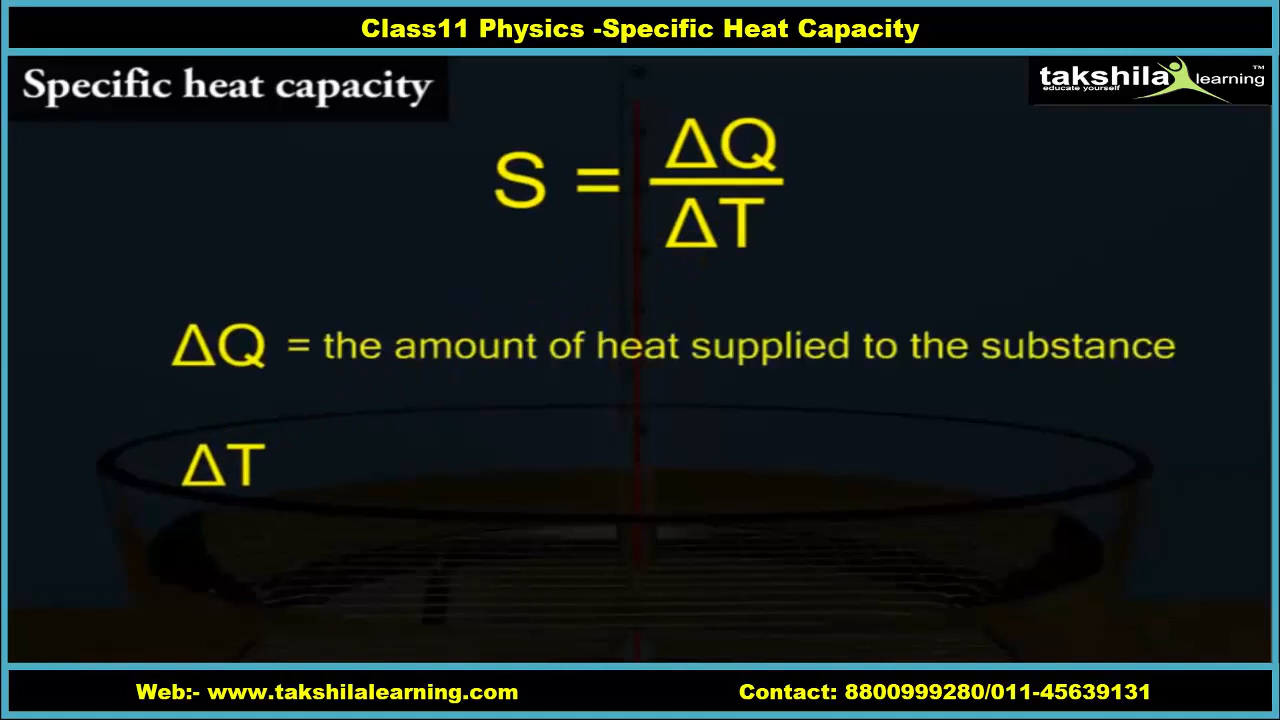 Class11 Physics -Specific Heat Capacity
Specific heat capacity
takshila learning ™
educate yourself
S = ΔQ
ΔT
ΔQ = the amount of heat supplied to the substance
ΔT
Web:- www.takshilalearning.com
Contact: 8800999280/011-45639131